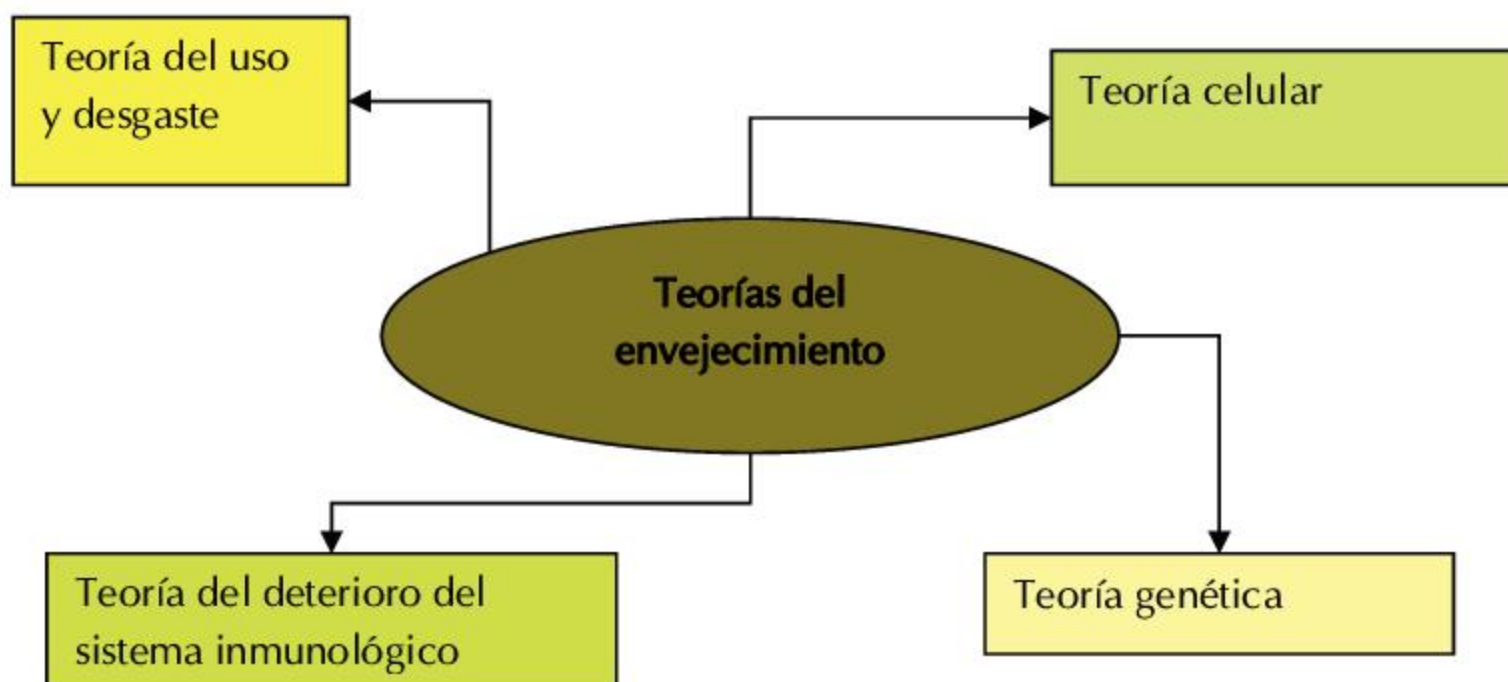 Teoría del uso
y desgaste
Teoría celular
Teorías del
envejecimiento
Teoría del deterioro del
sistema inmunológico
Teoría genética